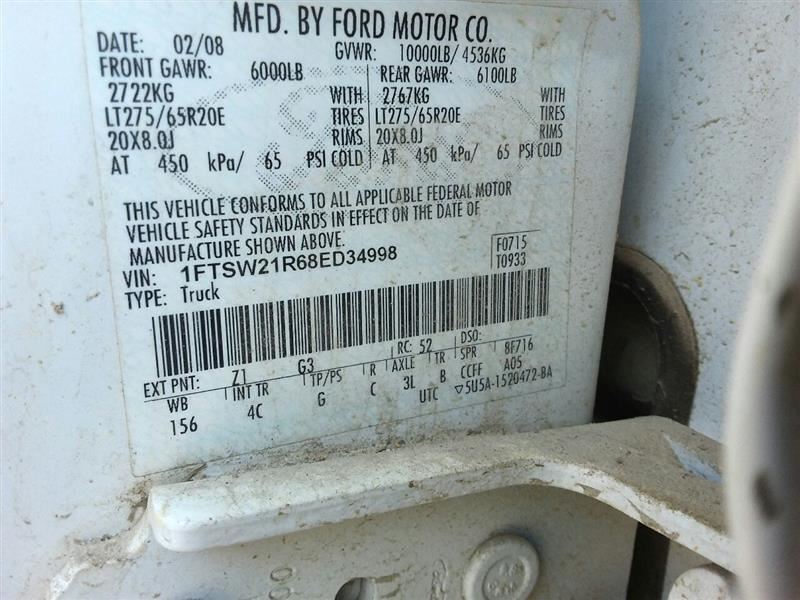 MFD. BY FORD MOTOR CO.
DATE: 02/08 GVWR: 10000LB/ 4536KG
FRONT GAWR: 6000LB REAR GAWR: 6100LB
2722KG WITH 2767KG WITH
LT275/65R20E TIRES LT275/65R20E TIRES
20X8.0J RIMS 20X8.0J RIMS
AT 450 kPa/ 65 PSI COLD AT 450 kPa/ 65 PSI COLD
THIS VEHICLE CONFORMS TO ALL APPLICABLE FEDERAL MOTOR
VEHICLE SAFETY STANDARDS IN EFFECT ON THE DATE OF
MANUFACTURE SHOWN ABOVE.
VIN: 1FTSW21R68ED34998 F0715
TYPE: Truck T0933
EXT PNT: Z1 G3 RC: 52 DSO:
WB INT TR TP/PS R AXLE TR SPR 8F716
156 4C G C 3L B CCFF A05
UTC ▽5U5A-1520472-BA